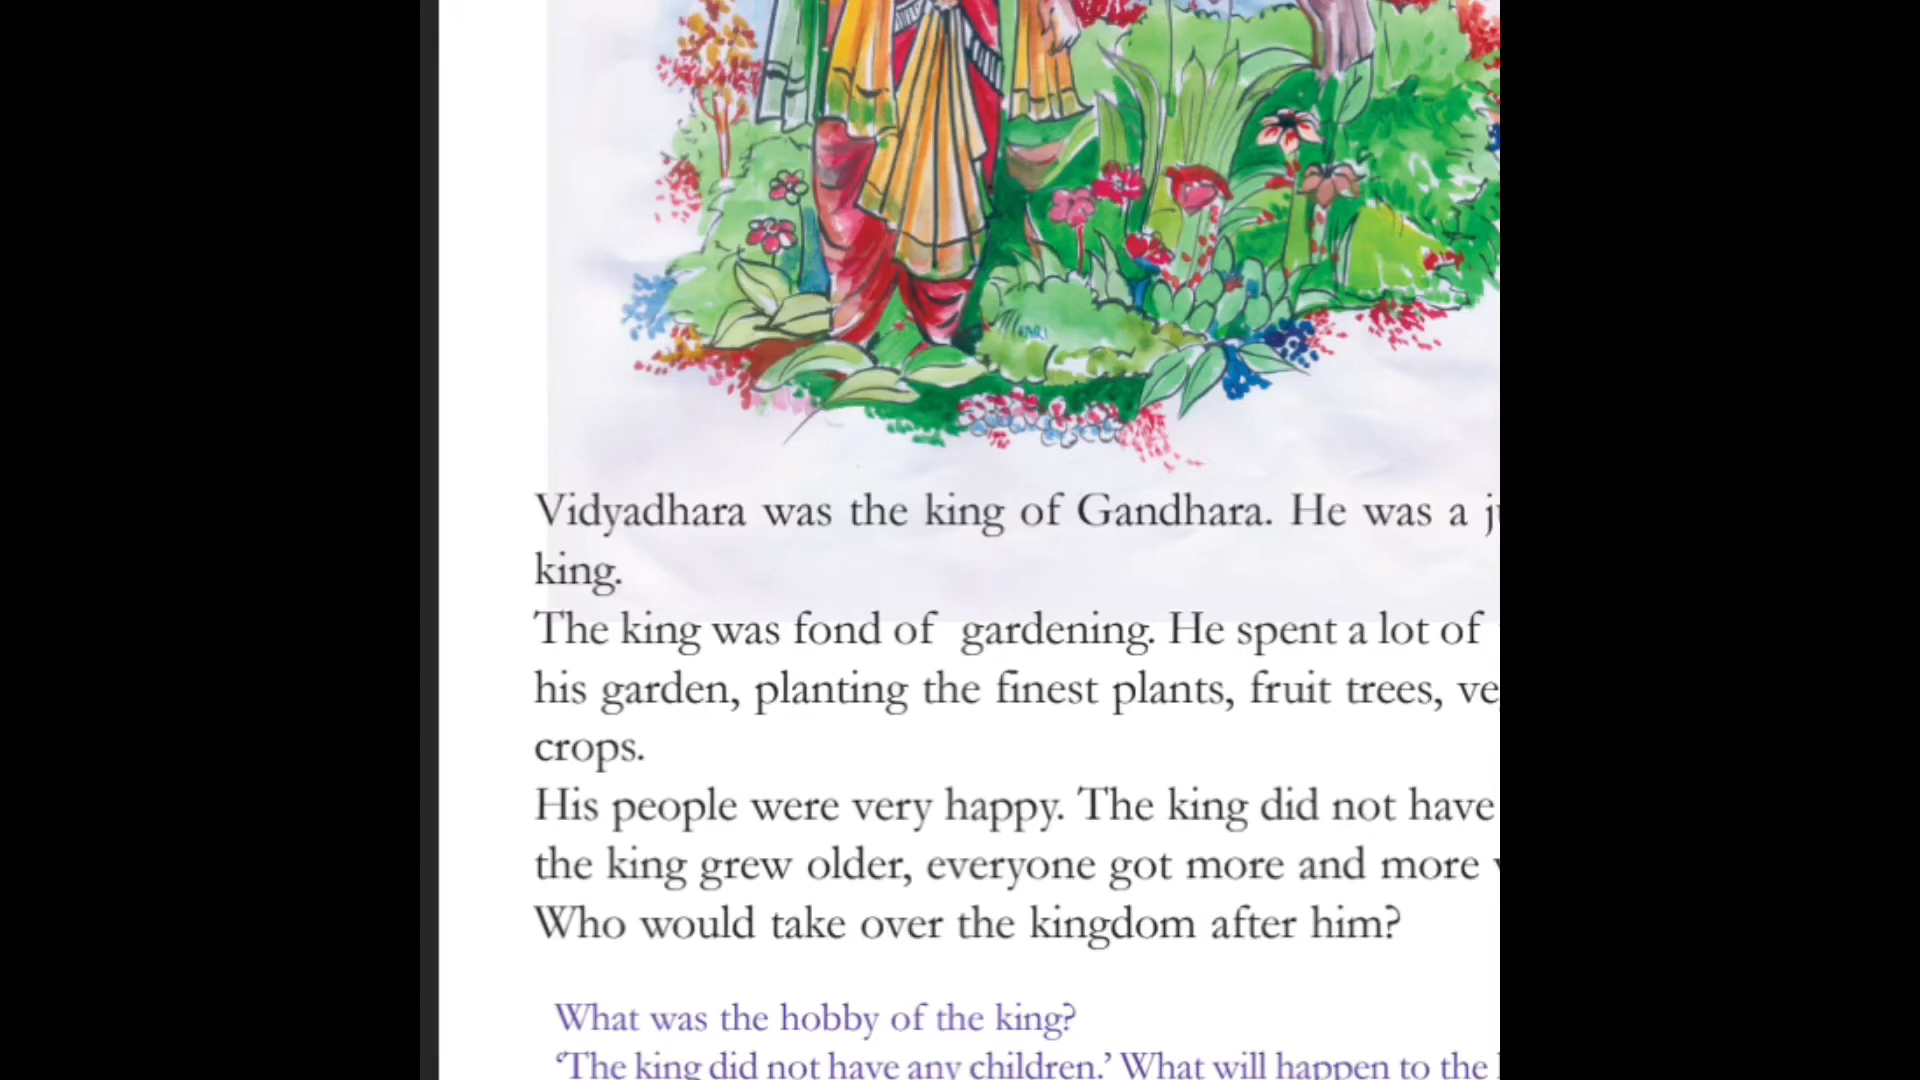 Vidyadhara was the king of Gandhara. He was a
king.
The king was fond of gardening. He spent a lot of
his garden, planting the finest plants, fruit trees,
crops.
His people were very happy. The king did not have
the king grew older, everyone got more and more
Who would take over the kingdom after him?
What was the hobby of the king?
‘The king did not have any children.’ What will happen to the